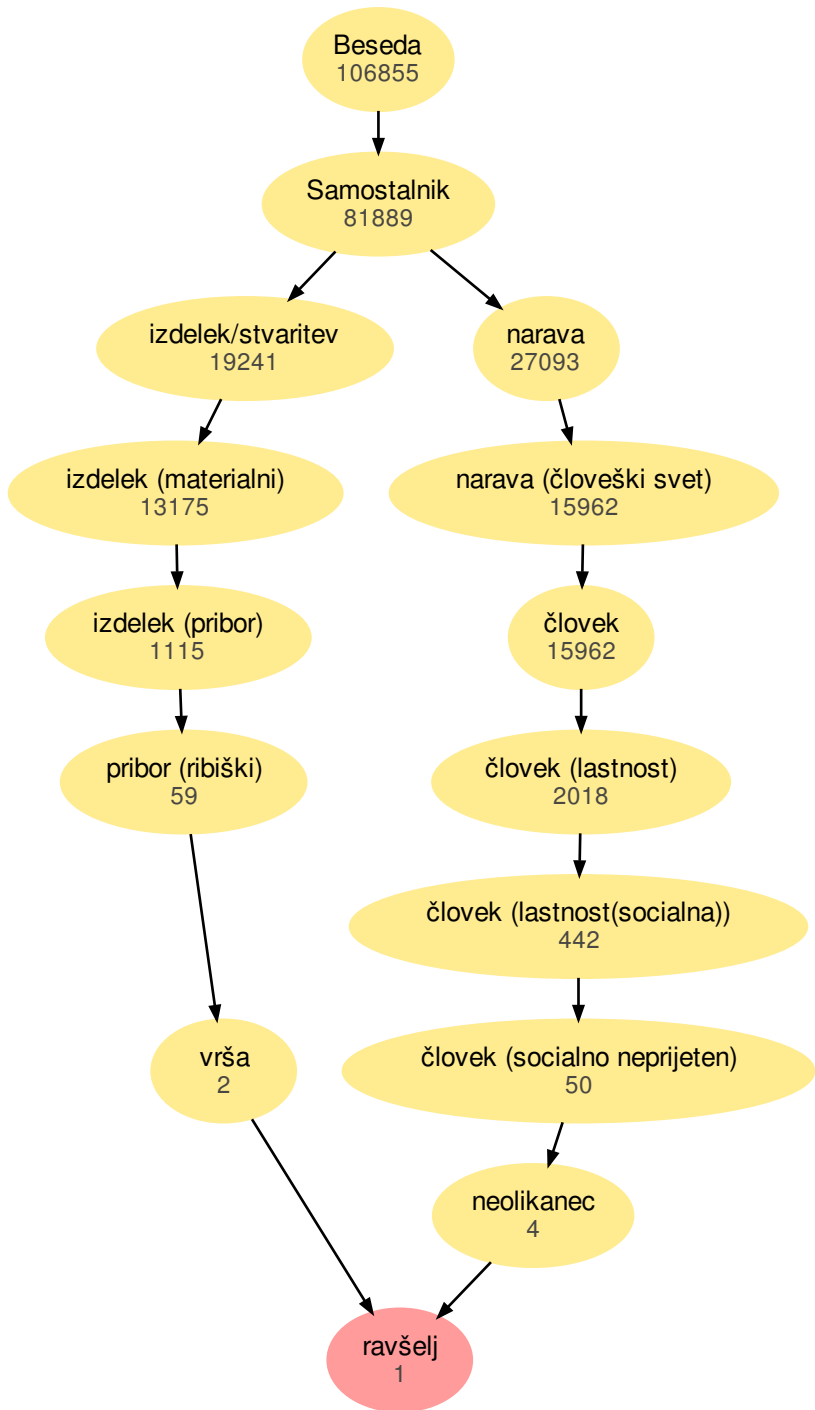 Beseda
106855
Samostalnik
81889
izdelek/stvaritev
19241
narava
27093
izdelek (materialni)
13175
narava (človeški svet)
15962
izdelek (pribor)
1115
človek
15962
pribor (ribiški)
59
človek (lastnost)
2018
človek (lastnost(socialna))
442
vrša
2
človek (socialno neprijeten)
50
neolikanec
4
ravšelj
1